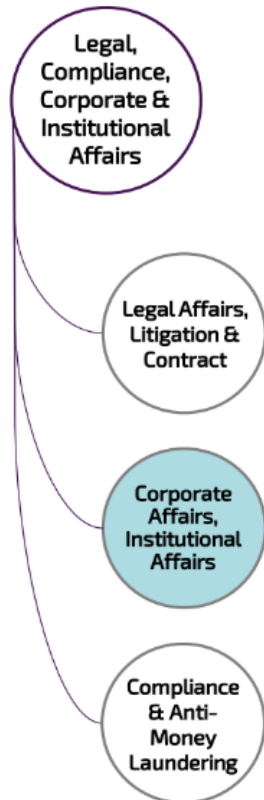 Legal,
Compliance,
Corporate &
Institutional
Affairs
Legal Affairs,
Litigation &
Contract
Corporate
Affairs,
Institutional
Affairs
Compliance
& Anti-
Money
Laundering